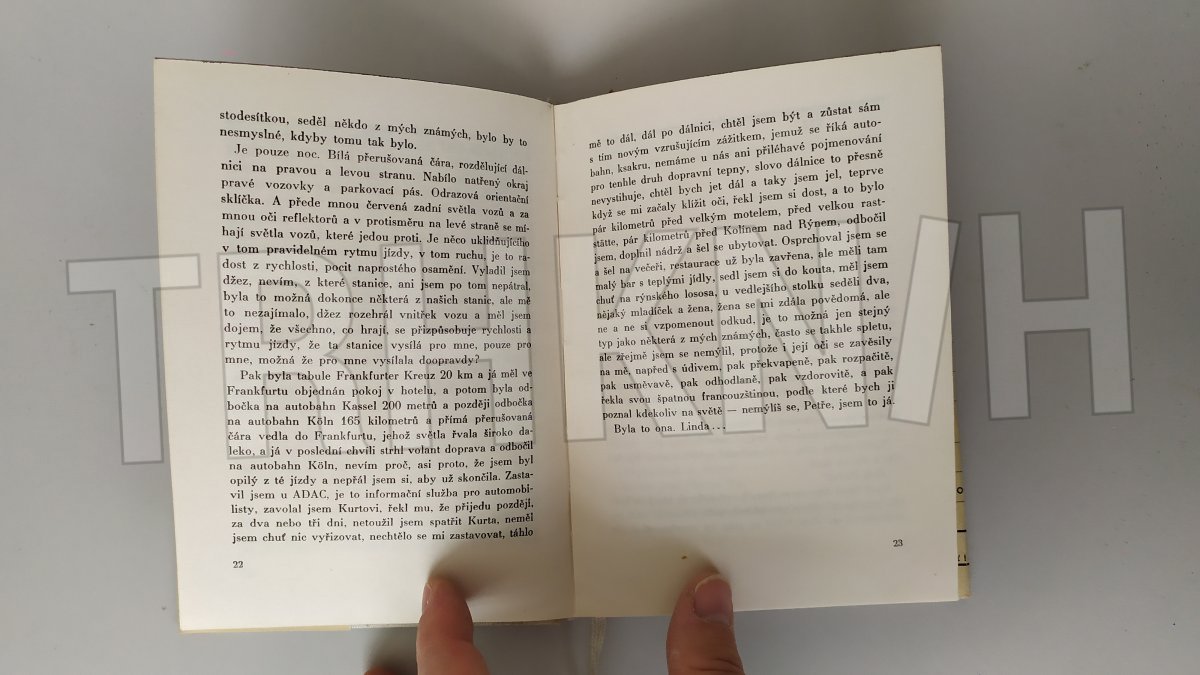 stodesítkou, seděl někdo z mých známých, bylo by to
nesmyslné, kdyby tomu tak bylo.
Je pouze noc. Bílá přerušovaná čára, rozdělující dál-
nici na pravou a levou stranu. Nabílo natřený okraj
pravé vozovky a parkovací pás. Odrazová orientační
sklíčka. A přede mnou červená zadní světla vozů a za
mnou oči reflektorů a v protisměru na levé straně se mí-
hají světla vozů, které jedou proti. Je něco uklidňujícího
v tom pravidelném rytmu jízdy, v tom ruchu, je to ra-
dost z rychlosti, pocit naprostého osamění. Vyladil jsem
džez, nevím, z které stanice, ani jsem po tom nepátral,
byla to možná dokonce některá z našich stanic, ale mě
to nezajímalo, džez rozehrál vnitřek vozu a měl jsem
dojem, že všechno, co hrají, se přizpůsobuje rychlosti a
rytmu jízdy, že ta stanice vysílá pro mne, pouze pro
mne, možná že pro mne vysílala doopravdy?
Pak byla tabule Frankfurter Kreuz 20 km a já měl ve
Frankfurtu objednán pokoj v hotelu, a potom byla od-
bočka na autobahn Kassel 200 metrů a později odbočka
na autobahn Köln 165 kilometrů a přímá přerušovaná
čára vedla do Frankfurtu, jehož světla řvala široko da-
leko, a já v poslední chvíli strhl volant doprava a odbočil
na autobahn Köln, nevím proč, asi proto, že jsem byl
opilý z té jízdy a nepřál jsem si, aby už skončila. Zasta-
vil jsem u ADAC, je to informační služba pro automobi-
listy, zavolal jsem Kurtovi, řekl mu, že přijedu později,
za dva nebo tři dni, netoužil jsem spatřit Kurta, neměl
jsem chuť nic vyřizovat, nechtělo se mi zastavovat, táhlo
22
mě to dál, dál po dálnici, chtěl jsem být a zůstat sám
s tím novým vzrušujícím zážitkem, jemuž se říká auto-
bahn, ksakru, nemáme u nás ani přiléhavé pojmenování
pro tenhle druh dopravní tepny, slovo dálnice to přesně
nevystihuje, chtěl bych jet dál a taky jsem jel, teprve
když se mi začaly klížit oči, řekl jsem si dost, a to bylo
pár kilometrů před velkým motelem, před velkou rast-
stätte, pár kilometrů před Kolínem nad Rýnem, odbočil
jsem, doplnil nádrž a šel se ubytovat. Osprchoval jsem se
a šel na večeři, restaurace už byla zavřena, ale měli tam
malý bar s teplými jídly, sedl jsem si do kouta, měl jsem
chuť na rýnského lososa, u vedlejšího stolku seděli dva,
nějaký mladíček a žena, žena se mi zdála povědomá, ale
ne a ne si vzpomenout odkud, je to možná jen stejný
typ jako některá z mých známých, často se takhle spletu,
ale zřejmě jsem se nemýlil, protože i její oči se zavěsily
na mě, napřed s údivem, pak překvapeně, pak rozpačitě,
pak usměvavě, pak odhodlaně, pak vzdorovitě, a pak
řekla svou špatnou francouzštinou, podle které bych ji
poznal kdekoliv na světě — nemýlíš se, Petře, jsem to já.
Byla to ona. Linda...
23
TRH KNIH